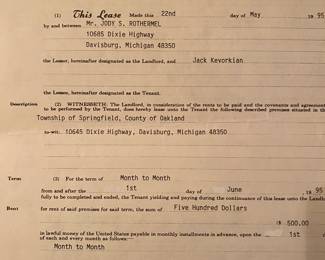 (1) This Lease Made this 22nd day of May 19 95
by and between Mr. JODY S. ROTHERMEL
10685 Dixie Highway
Davisburg, Michigan 48350
the Lessor, hereinafter designated as the Landlord, and Jack Kevorkian
the Lessee, hereinafter designated as the Tenant.
Description (2) WITNESSETH: The Landlord, in consideration of the rents to be paid and the covenants and agreements
to be performed by the Tenant, does hereby lease unto the Tenant the following described premises situated in th
Township of Springfield, County of Oakland
to-wit: 10645 Dixie Highway, Davisburg, Michigan 48350
Term (3) For the term of Month to Month
from and after the 1st day of June, 19 95
fully to be completed and ended, the Tenant yielding and paying during the continuance of this lease unto the Landlo
Rent for rent of said premises for said term, the sum of Five Hundred Dollars
$ 500.00
in lawful money of the United States payable in monthly installments in advance, upon the 1st
of each and every month as follows:
Month to Month